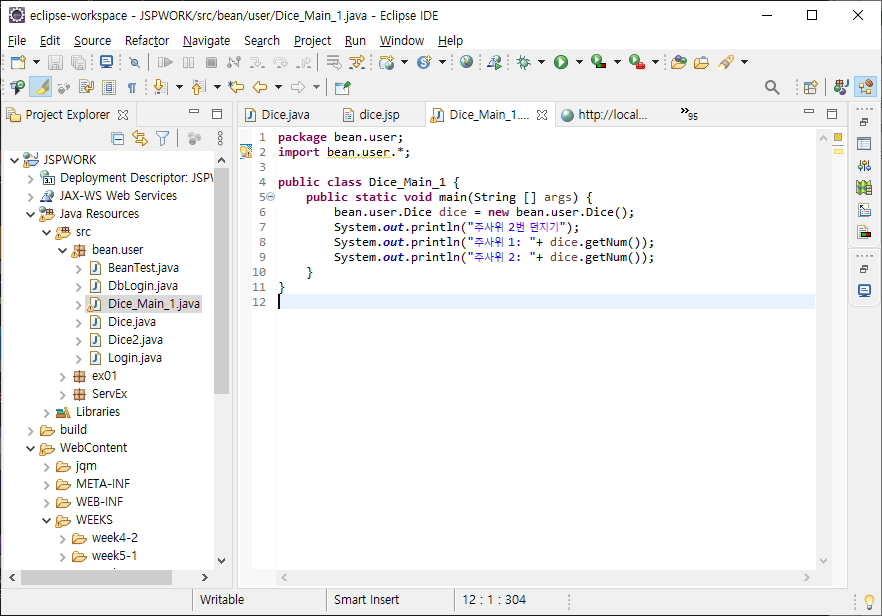 eclipse-workspace - JSPWORK/src/bean/user/Dice_Main_1.java - Eclipse IDE
File Edit Source Refactor Navigate Search Project Run Window Help
Project Explorer
Dice.java dice.jsp Dice_Main_1.... http://local... »95
JSPWORK
Deployment Descriptor: JSPW
JAX-WS Web Services
Java Resources
src
bean.user
BeanTest.java
DbLogin.java
Dice_Main_1.java
Dice.java
Dice2.java
Login.java
ex01
ServEx
Libraries
build
WebContent
jqm
META-INF
WEB-INF
WEEKS
week4-2
week5-1
1 package bean.user;
2 import bean.user.*;
3
4 public class Dice_Main_1 {
5 public static void main(String [] args) {
6 bean.user.Dice dice = new bean.user.Dice();
7 System.out.println("주사위 2번 던지기");
8 System.out.println("주사위 1: "+ dice.getNum());
9 System.out.println("주사위 2: "+ dice.getNum());
10 }
11 }
12
Writable Smart Insert 12 : 1 : 304